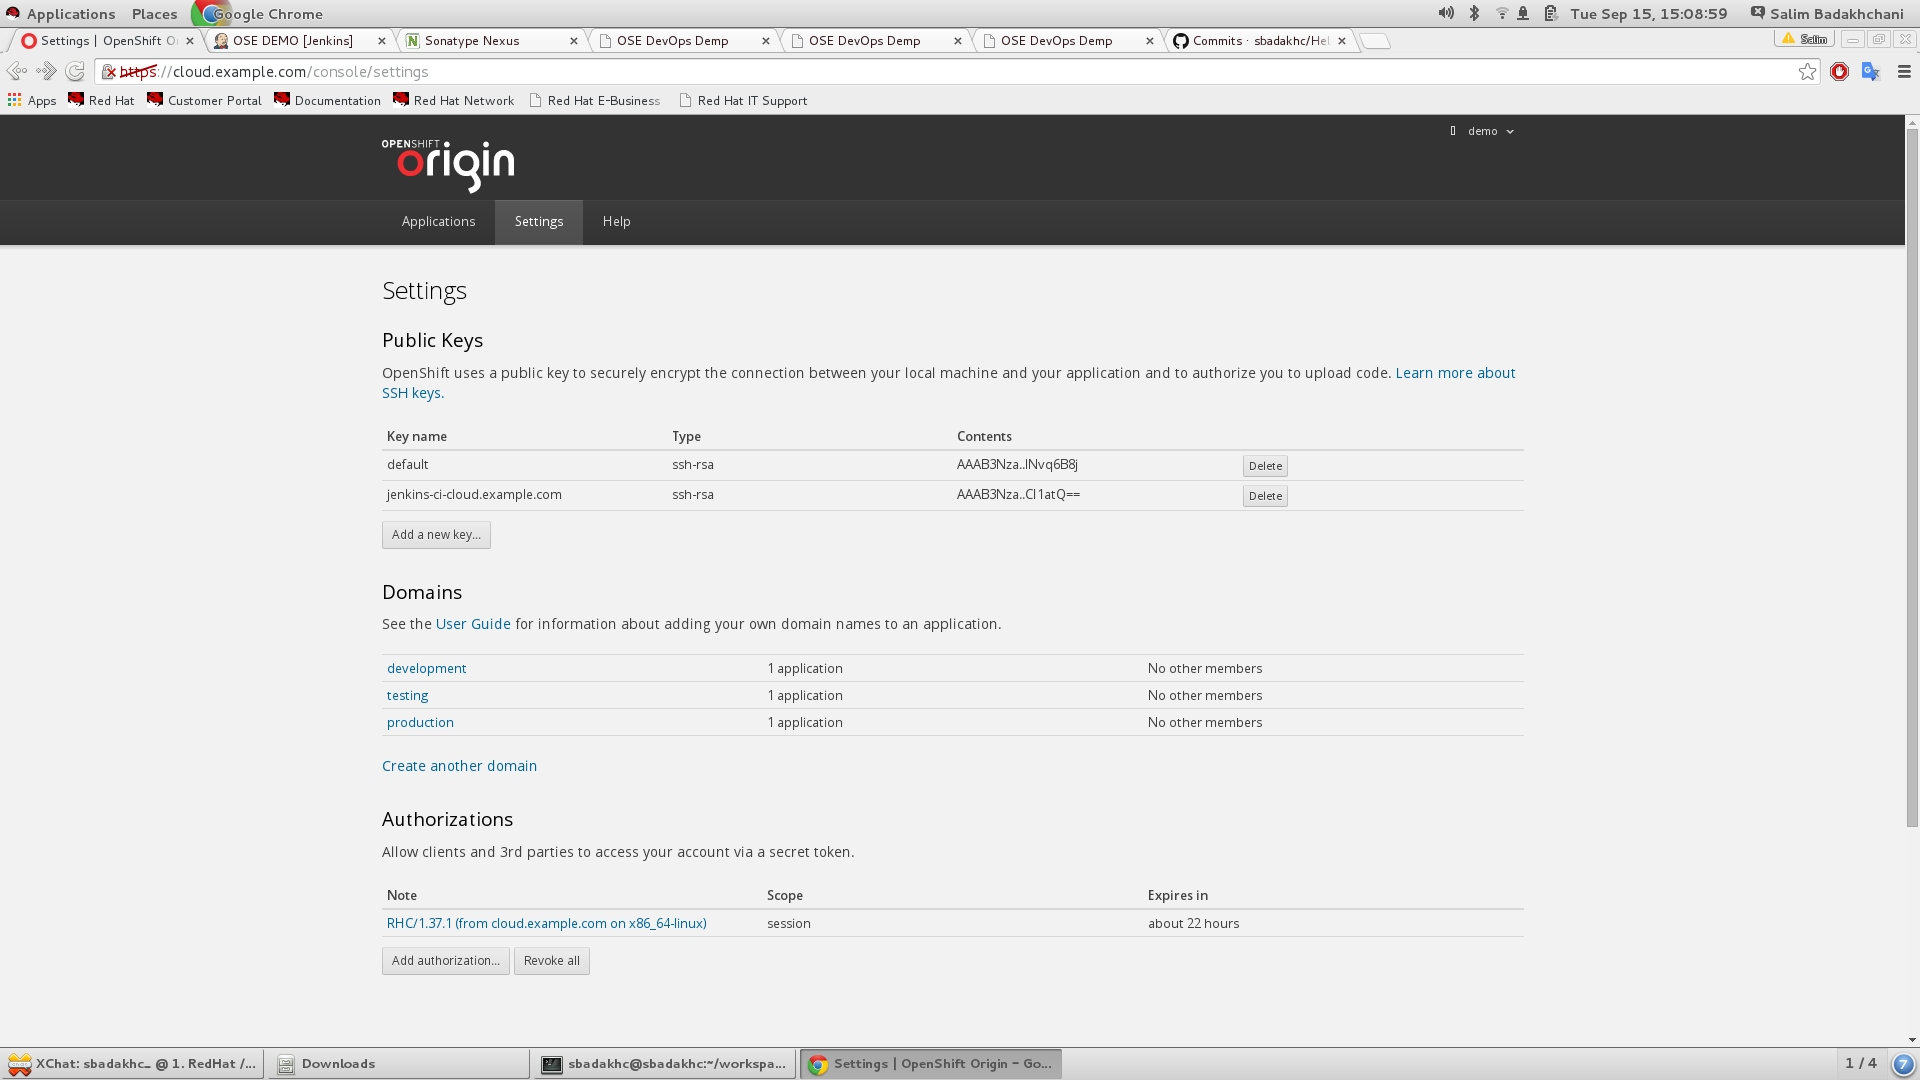 Applications Places Google Chrome Tue Sep 15, 15:08:59 Salim Badakhchani
Settings | OpenShift O OSE DEMO [Jenkins] Sonatype Nexus OSE DevOps Demp OSE DevOps Demp OSE DevOps Demp Commits · sbadakhc/Hel Salim
https://cloud.example.com/console/settings
Apps Red Hat Customer Portal Documentation Red Hat Network Red Hat E-Business Red Hat IT Support
demo
OPENSHIFT
origin
Applications Settings Help
Settings
Public Keys
OpenShift uses a public key to securely encrypt the connection between your local machine and your application and to authorize you to upload code. Learn more about
SSH keys.
Key name Type Contents
default ssh-rsa AAAB3Nza..lNvq6B8j Delete
jenkins-ci-cloud.example.com ssh-rsa AAAB3Nza..Cl1atQ== Delete
Add a new key...
Domains
See the User Guide for information about adding your own domain names to an application.
development 1 application No other members
testing 1 application No other members
production 1 application No other members
Create another domain
Authorizations
Allow clients and 3rd parties to access your account via a secret token.
Note Scope Expires in
RHC/1.37.1 (from cloud.example.com on x86_64-linux) session about 22 hours
Add authorization... Revoke all
XChat: sbadakhc_ @ 1. RedHat /... Downloads sbadakhc@sbadakhc:~/workspa... Settings | OpenShift Origin - Go... 1 / 4 7